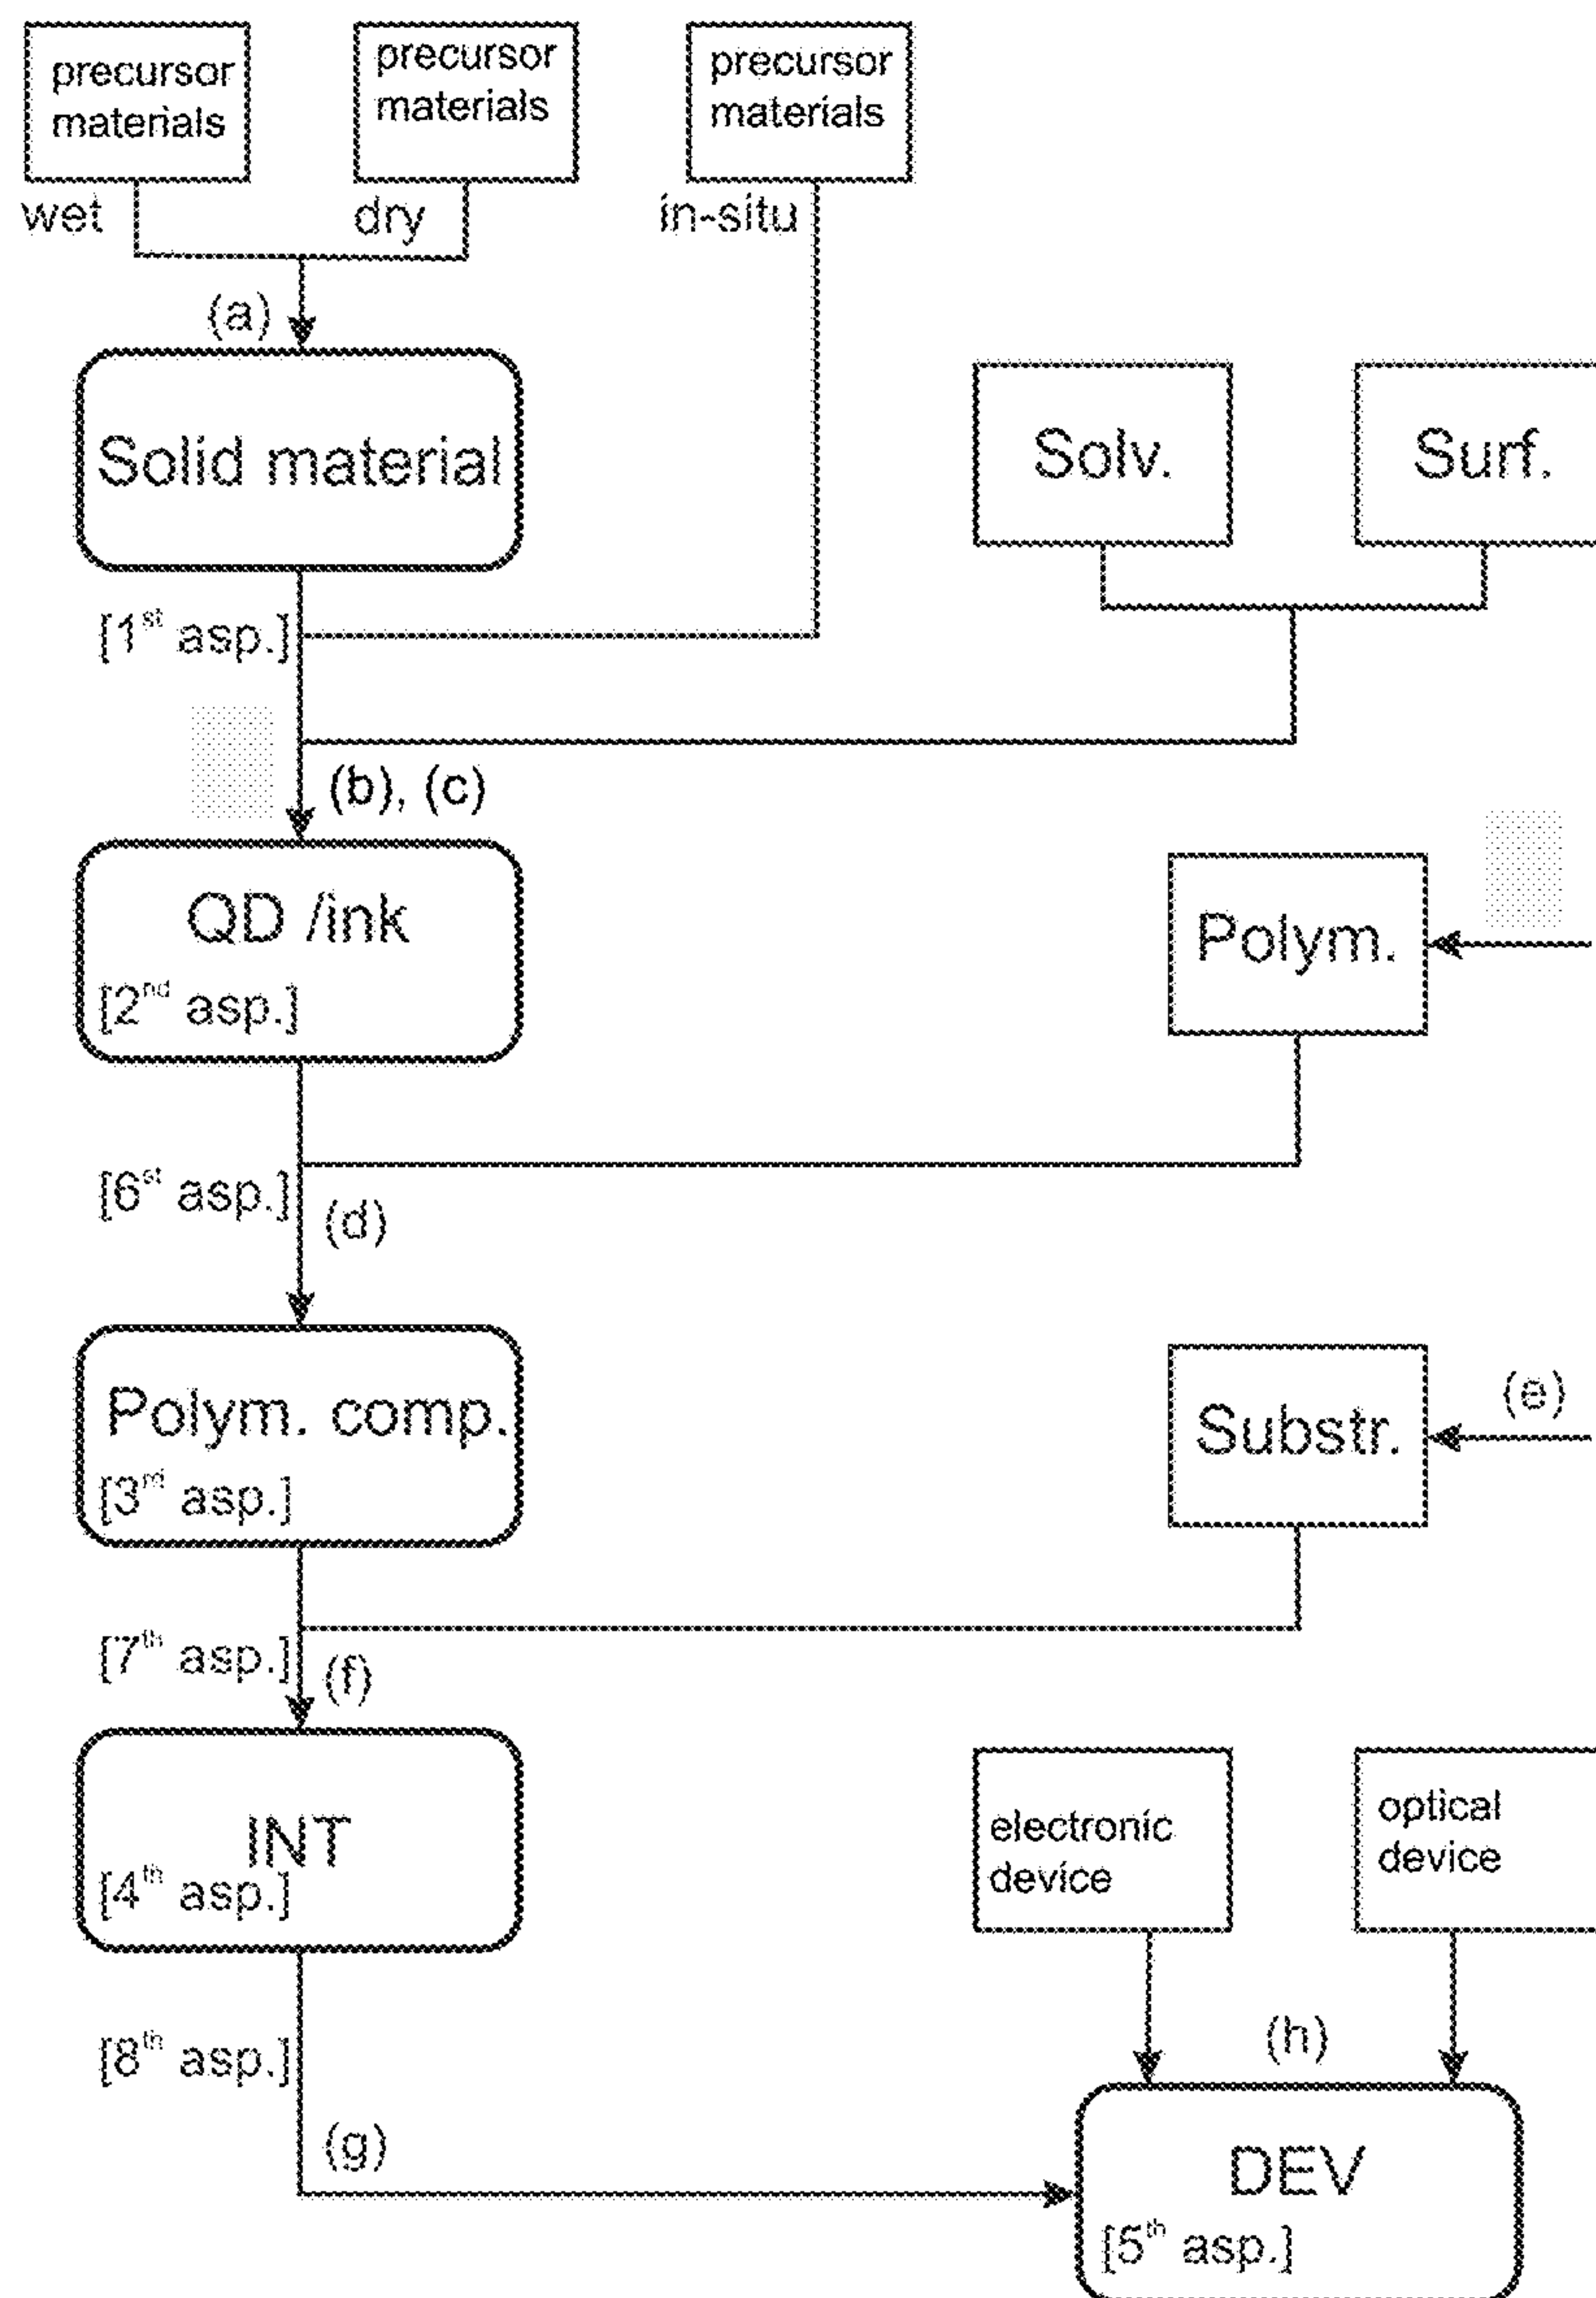 precursor
materials
precursor
materials
precursor
materials
wet
dry
in-situ
(a)
Solid material
Solv.
Surf.
[1st asp.]
(b), (c)
QD /ink
[2nd asp.]
Polym.
[6st asp.]
(d)
Polym. comp.
[3rd asp.]
Substr.
(e)
[7th asp.]
(f)
INT
[4th asp.]
electronic
device
optical
device
[8th asp.]
(h)
(g)
DEV
[5th asp.]